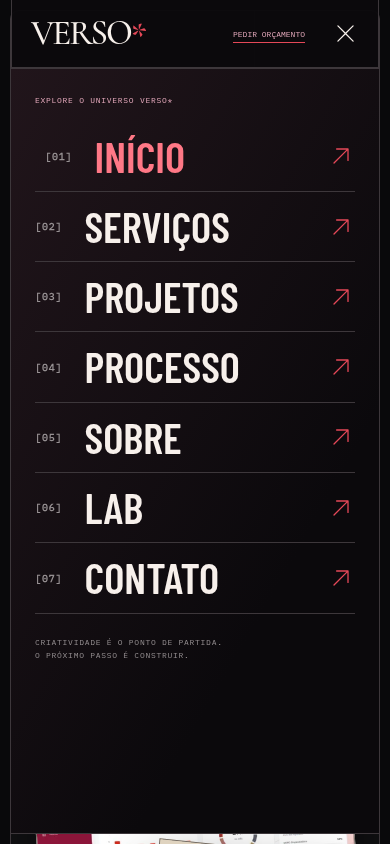 VERSO*
PEDIR ORÇAMENTO
EXPLORE O UNIVERSO VERSO*
[01] INÍCIO
[02] SERVIÇOS
[03] PROJETOS
[04] PROCESSO
[05] SOBRE
[06] LAB
[07] CONTATO
CRIATIVIDADE É O PONTO DE PARTIDA.
O PRÓXIMO PASSO É CONSTRUIR.